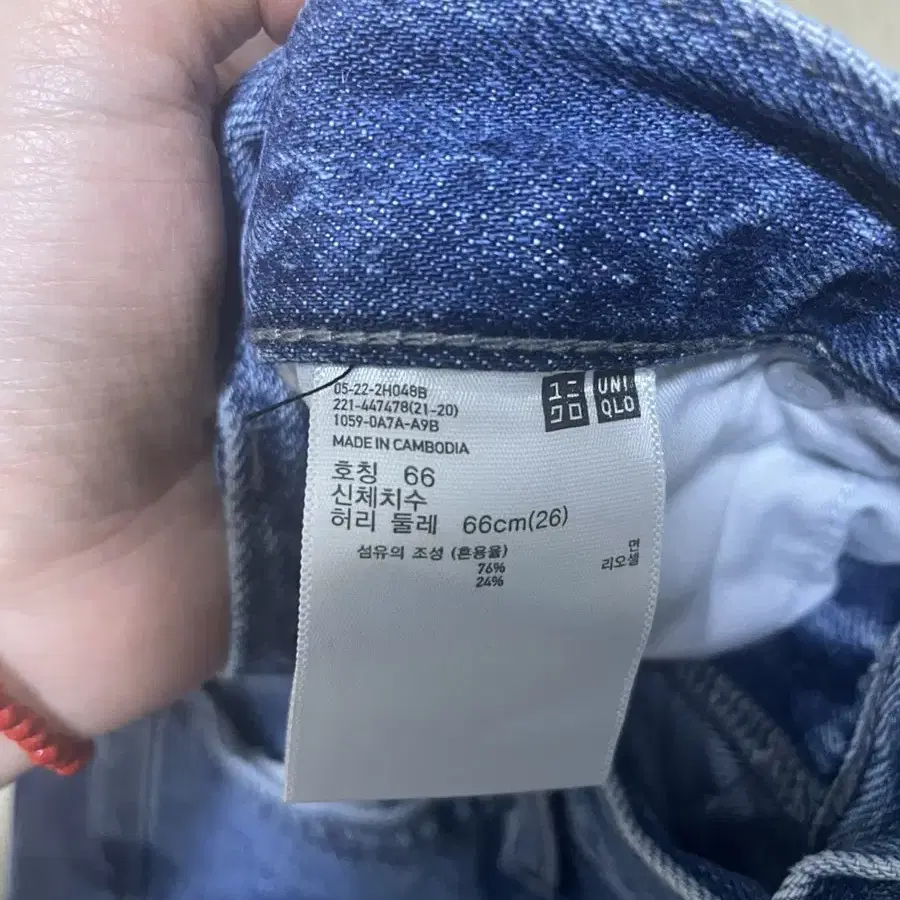 05-22-2H048B
221-447478(21-20)
1059-0A7A-A9B
MADE IN CAMBODIA
ユニ
クロ
UNI
QLO
호칭 66
신체치수
허리 둘레 66cm(26)
섬유의 조성 (혼용율)
76% 면
24% 리오셀